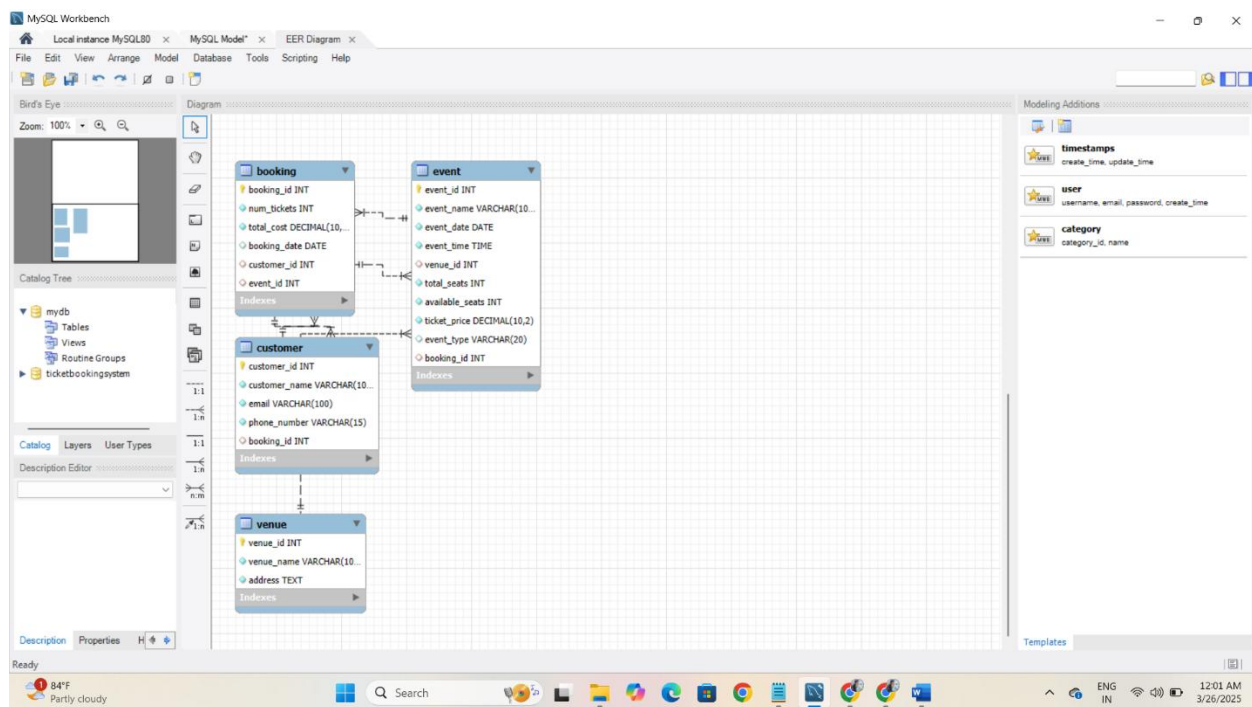 MySQL Workbench
Local instance MySQL80 × MySQL Model* × EER Diagram ×
File Edit View Arrange Model Database Tools Scripting Help
Bird's Eye
Zoom: 100%
Catalog Tree
mydb
Tables
Views
Routine Groups
ticketbookingsystem
Catalog Layers User Types
Description Editor
Description Properties H
Diagram
1:1
1:n
1:1
1:n
n:m
1:n
booking
booking_id INT
num_tickets INT
total_cost DECIMAL(10,...
booking_date DATE
customer_id INT
event_id INT
Indexes
event
event_id INT
event_name VARCHAR(10...
event_date DATE
event_time TIME
venue_id INT
total_seats INT
available_seats INT
ticket_price DECIMAL(10,2)
event_type VARCHAR(20)
booking_id INT
Indexes
customer
customer_id INT
customer_name VARCHAR(10...
email VARCHAR(100)
phone_number VARCHAR(15)
booking_id INT
Indexes
venue
venue_id INT
venue_name VARCHAR(10...
address TEXT
Indexes
Modeling Additions
timestamps
create_time, update_time
user
username, email, password, create_time
category
category_id, name
Templates
Ready
1
84°F
Partly cloudy
Search
ENG
IN
12:01 AM
3/26/2025